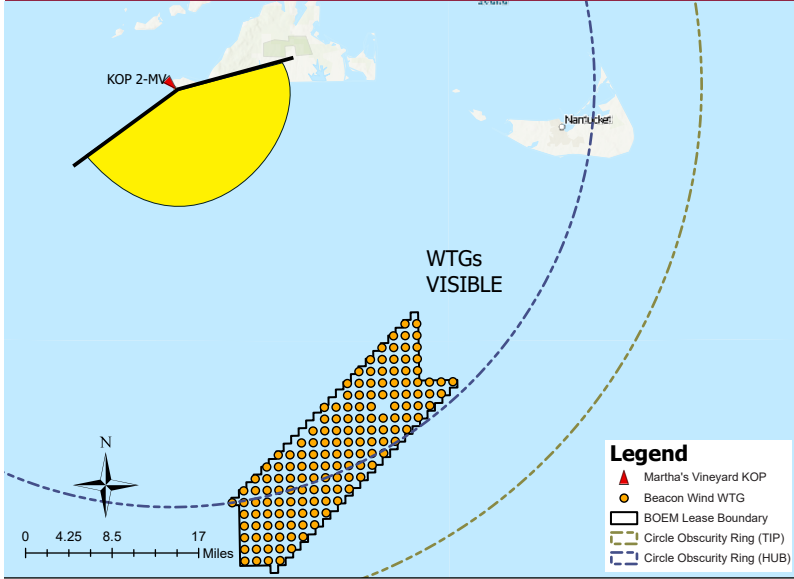 KOP 2-MV
Nantucket
WTGs
VISIBLE
N
0 4.25 8.5 17
Miles
Legend
Martha's Vineyard KOP
Beacon Wind WTG
BOEM Lease Boundary
Circle Obscurity Ring (TIP)
Circle Obscurity Ring (HUB)